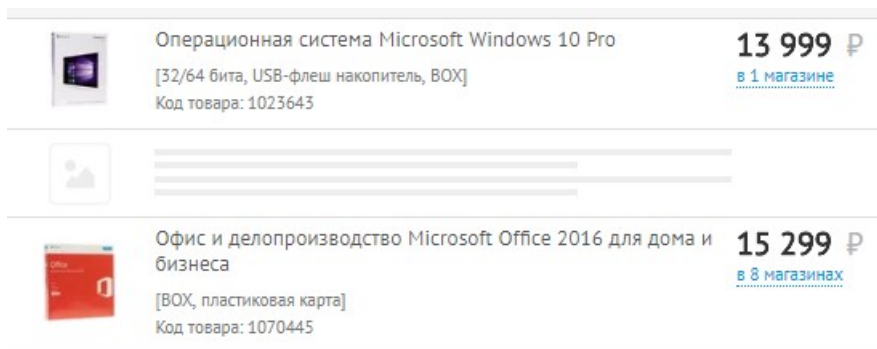 Операционная система Microsoft Windows 10 Pro
13 999 ₽
[32/64 бита, USB-флеш накопитель, BOX]
в 1 магазине
Код товара: 1023643
Офис и делопроизводство Microsoft Office 2016 для дома и
бизнеса
15 299 ₽
в 8 магазинах
[BOX, пластиковая карта]
Код товара: 1070445
Office